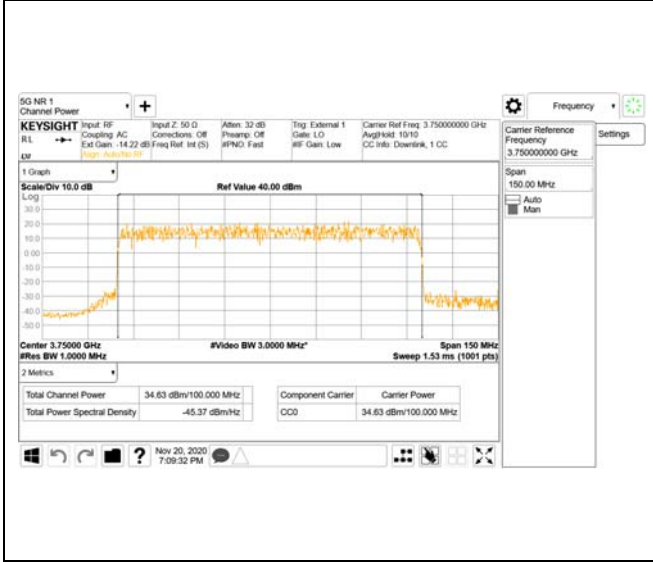 5G NR 1
Channel Power
Frequency
KEYSIGHT
Input: RF
Coupling: AC
Ext Gain: -14.22 dB
Align: Auto/No RF
Input Z: 50 Ω
Corrections: Off
Freq Ref: Int (S)
Atten: 32 dB
Preamp: Off
#PNO: Fast
Trig: External 1
Gate: LO
#IF Gain: Low
Carrier Ref Freq: 3.750000000 GHz
Avg|Hold: 10/10
CC Info: Downlink, 1 CC
RL
Carrier Reference
Frequency
3.750000000 GHz
Settings
Span
150.00 MHz
Auto
Man
1 Graph
Scale/Div 10.0 dB
Ref Value 40.00 dBm
Log
30.0
20.0
10.0
0.00
-10.0
-20.0
-30.0
-40.0
-50.0
Center 3.75000 GHz
#Video BW 3.0000 MHz*
Span 150 MHz
#Res BW 1.0000 MHz
Sweep 1.53 ms (1001 pts)
2 Metrics
Total Channel Power 34.63 dBm/100.000 MHz
Total Power Spectral Density -45.37 dBm/Hz
Component Carrier Carrier Power
CC0 34.63 dBm/100.000 MHz
Nov 20, 2020
7:09:32 PM